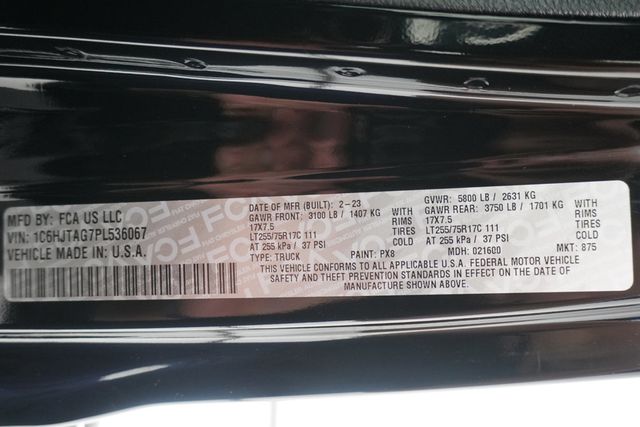 MFD BY: FCA US LLC
VIN: 1C6HJTAG7PL536067
VEHICLE MADE IN: U.S.A.
DATE OF MFR (BUILT): 2-23 GVWR: 5800 LB / 2631 KG
GAWR FRONT: 3100 LB / 1407 KG WITH GAWR REAR: 3750 LB / 1701 KG WITH
17X7.5 RIMS 17X7.5 RIMS
LT255/75R17C 111 TIRES LT255/75R17C 111 TIRES
AT 255 kPa / 37 PSI COLD AT 255 kPa / 37 PSI COLD
TYPE: TRUCK PAINT: PX8 MDH: 021600 MKT: 875
THIS VEHICLE CONFORMS TO ALL APPLICABLE U.S.A. FEDERAL MOTOR VEHICLE
SAFETY AND THEFT PREVENTION STANDARDS IN EFFECT ON THE DATE OF
MANUFACTURE SHOWN ABOVE.